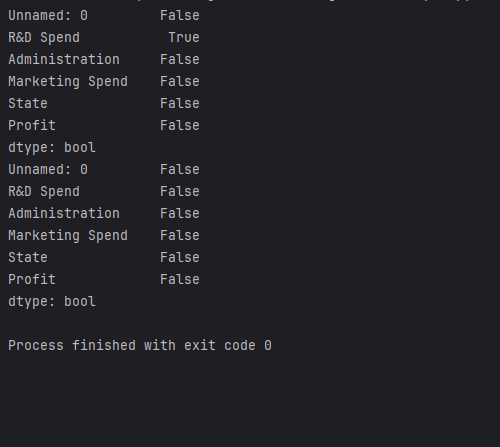 Unnamed: 0         False
R&D Spend           True
Administration     False
Marketing Spend    False
State              False
Profit             False
dtype: bool
Unnamed: 0         False
R&D Spend          False
Administration     False
Marketing Spend    False
State              False
Profit             False
dtype: bool
Process finished with exit code 0